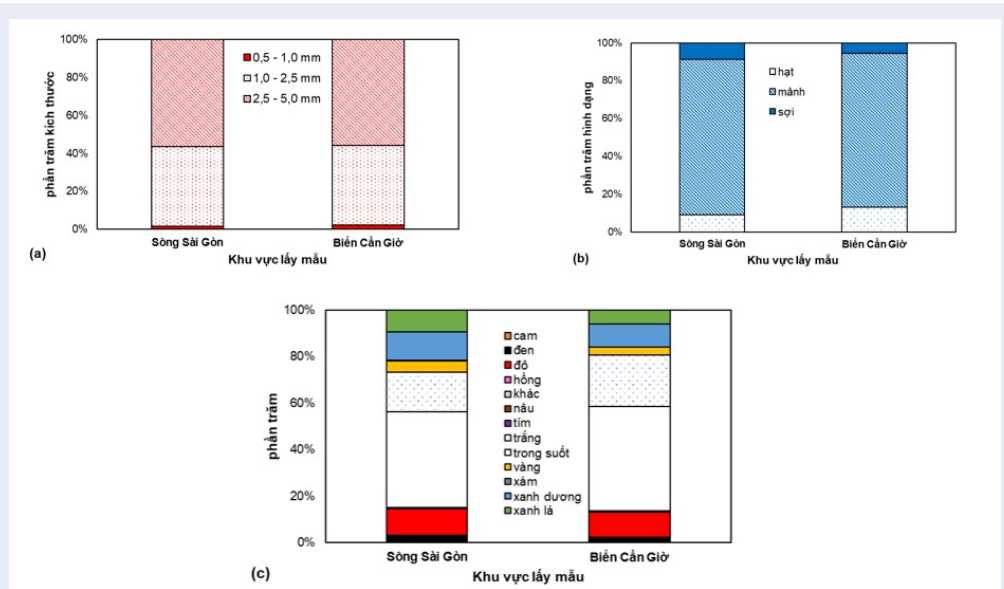 100%
80%
60%
40%
20%
0%
phần trăm kích thước
0,5 - 1,0 mm
1,0 - 2,5 mm
2,5 - 5,0 mm
Sông Sài Gòn
Biển Cần Giờ
Khu vực lấy mẫu
(a)
100%
80%
60%
40%
20%
0%
phần trăm hình dạng
hạt
mảnh
sợi
Sông Sài Gòn
Biển Cần Giờ
Khu vực lấy mẫu
(b)
100%
80%
60%
40%
20%
0%
phần trăm
cam
đen
đỏ
hồng
khác
nâu
tím
trắng
trong suốt
vàng
xám
xanh dương
xanh lá
Sông Sài Gòn
Biển Cần Giờ
Khu vực lấy mẫu
(c)